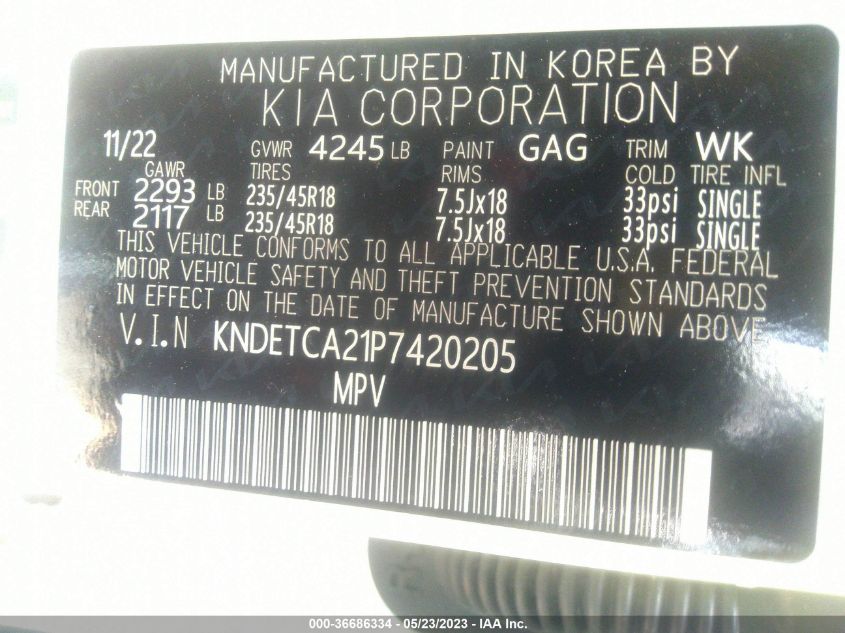 MANUFACTURED IN KOREA BY
KIA CORPORATION
11/22 GVWR 4245 LB PAINT GAG TRIM WK
GAWR TIRES RIMS COLD TIRE INFL
FRONT 2293 LB 235/45R18 7.5Jx18 33psi SINGLE
REAR 2117 LB 235/45R18 7.5Jx18 33psi SINGLE
THIS VEHICLE CONFORMS TO ALL APPLICABLE U.S.A. FEDERAL
MOTOR VEHICLE SAFETY AND THEFT PREVENTION STANDARDS
IN EFFECT ON THE DATE OF MANUFACTURE SHOWN ABOVE.
V.I.N KNDETCA21P7420205
MPV
000-36686334 - 05/23/2023 - IAA Inc.